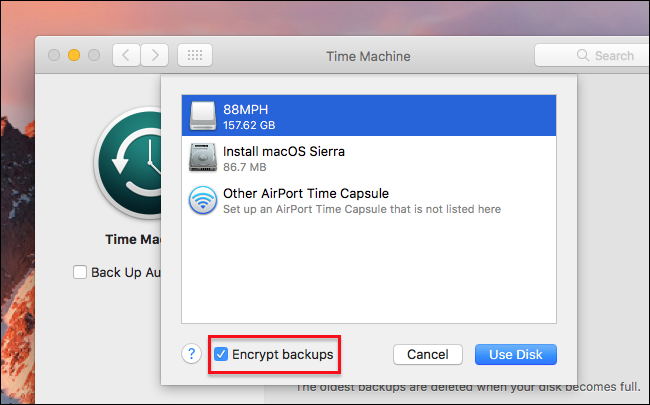 Time Machine
Search
88MPH
157.62 GB
Install macOS Sierra
86.7 MB
Other AirPort Time Capsule
Set up an AirPort Time Capsule that is not listed here
Time Mac
Back Up Au
?
Encrypt backups
Cancel
Use Disk
The oldest backups are deleted when your disk becomes full.